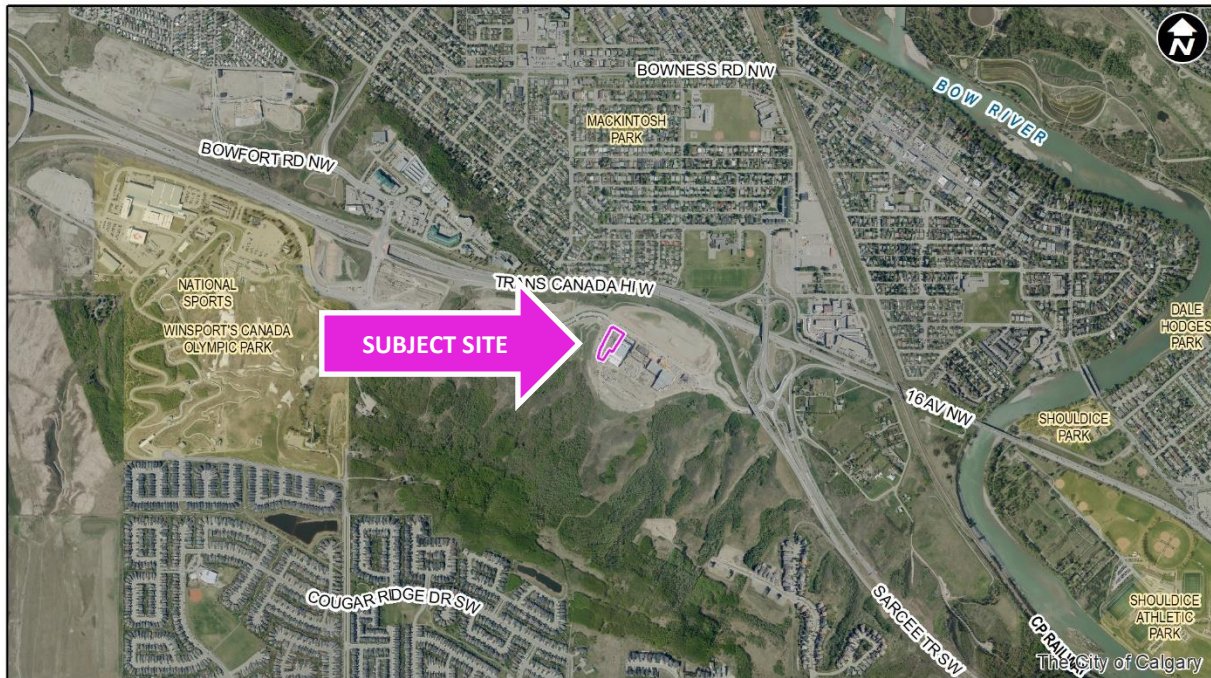 N
BOWNESS RD NW
BOW RIVER
MACKINTOSH
PARK
BOWFORT RD NW
NATIONAL
SPORTS
TRANS CANADA HI W
WINSPORT'S CANADA
OLYMPIC PARK
SUBJECT SITE
DALE
HODGES
PARK
16 AV NW
SHOULDICE
PARK
COUGAR RIDGE DR SW
SARCEE TR SW
SHOULDICE
ATHLETIC
PARK
CP RAILWAY
The City of Calgary